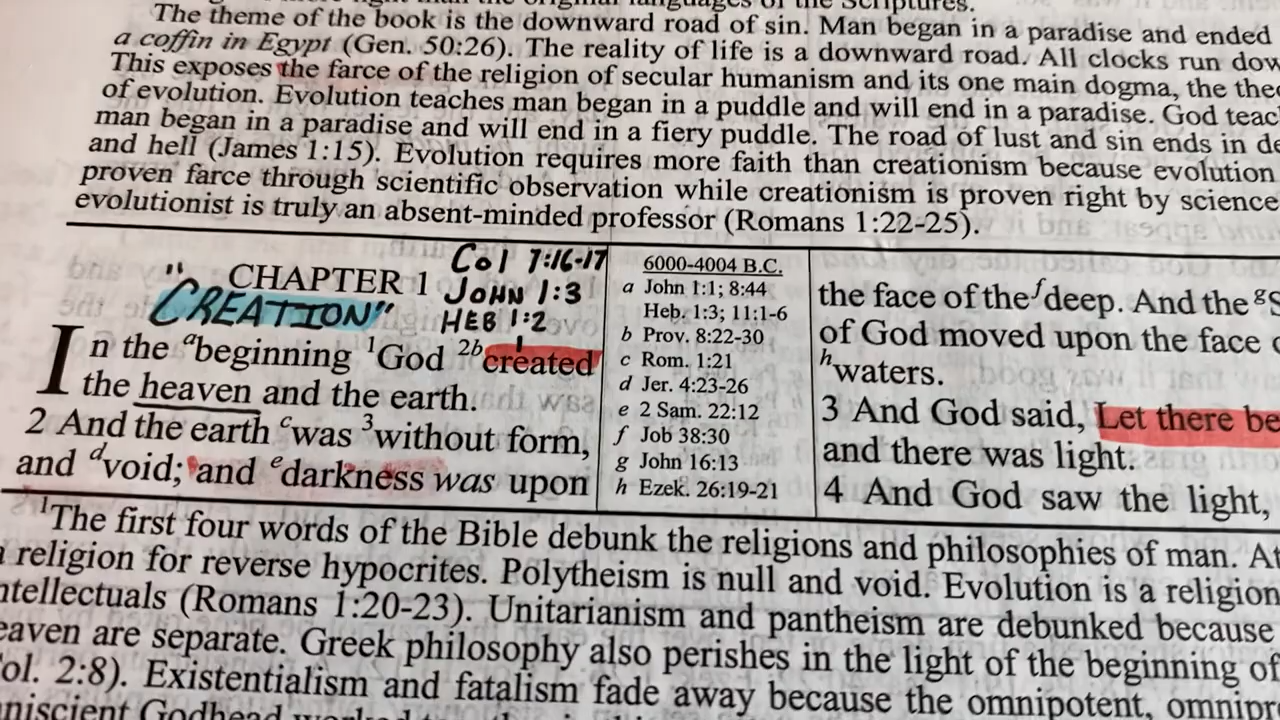 the original languages of the Scriptures.
The theme of the book is the downward road of sin. Man began in a paradise and ended
a coffin in Egypt (Gen. 50:26). The reality of life is a downward road. All clocks run
This exposes the farce of the religion of secular humanism and its one main dogma, the
of evolution. Evolution teaches man began in a puddle and will end in a paradise. God
man began in a paradise and will end in a fiery puddle. The road of lust and sin ends in
and hell (James 1:15). Evolution requires more faith than creationism because evolution
proven farce through scientific observation while creationism is proven right by science
evolutionist is truly an absent-minded professor (Romans 1:22-25).
CHAPTER 1
"CREATION"
Col 1:16-17
JOHN 1:3
HEB 1:2
In the ᵃbeginning ¹God ²ᵇcreated
the heaven and the earth.
2 And the earth ᶜwas ³without form,
and ᵈvoid; and ᵉdarkness was upon
6000-4004 B.C.
a John 1:1; 8:44
Heb. 1:3; 11:1-6
b Prov. 8:22-30
c Rom. 1:21
d Jer. 4:23-26
e 2 Sam. 22:12
f Job 38:30
g John 16:13
h Ezek. 26:19-21
the face of the ᶠdeep. And the
of God moved upon the face
ʰwaters.
3 And God said, Let there be
and there was light.
4 And God saw the light,
¹The first four words of the Bible debunk the religions and philosophies of man.
religion for reverse hypocrites. Polytheism is null and void. Evolution is a religion
ntellectuals (Romans 1:20-23). Unitarianism and pantheism are debunked because
eaven are separate. Greek philosophy also perishes in the light of the beginning of
ol. 2:8). Existentialism and fatalism fade away because the omnipotent,
Godhead worked